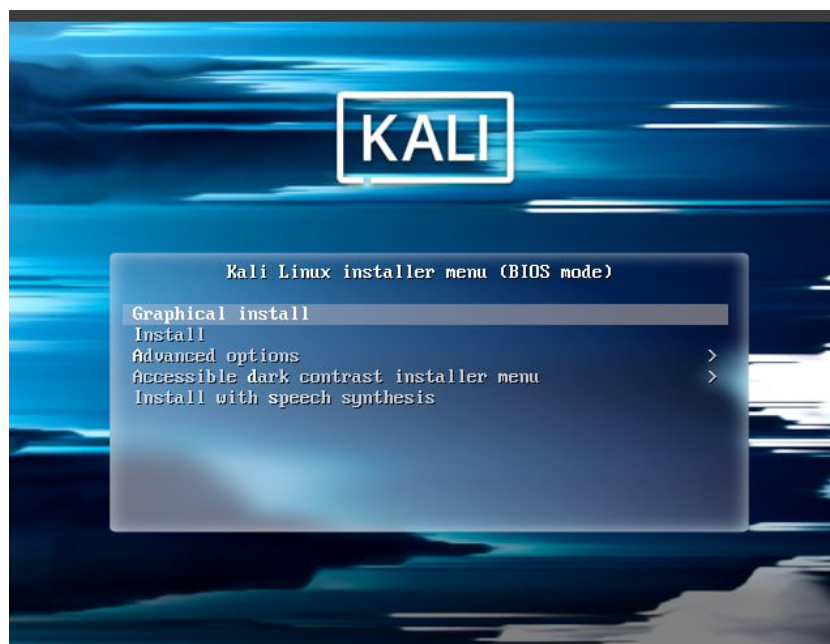 KALI
Kali Linux installer menu (BIOS mode)
Graphical install
Install
Advanced options >
Accessible dark contrast installer menu >
Install with speech synthesis